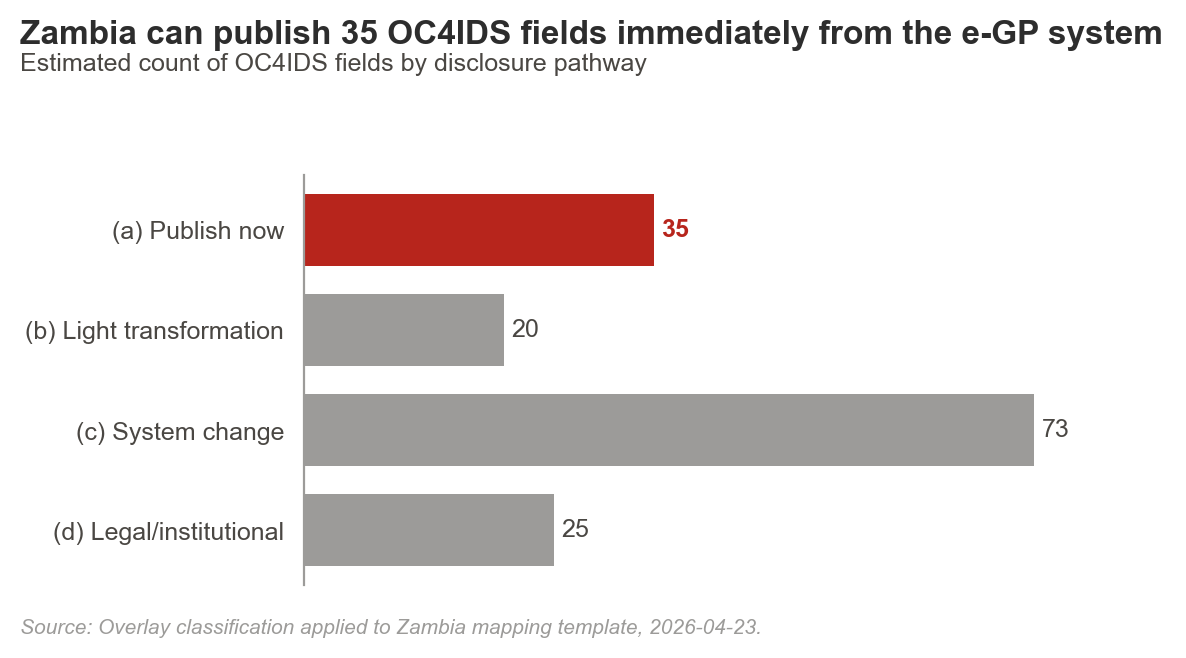 Zambia can publish 35 OC4IDS fields immediately from the e-GP system
Estimated count of OC4IDS fields by disclosure pathway
(a) Publish now 35
(b) Light transformation 20
(c) System change 73
(d) Legal/institutional 25
Source: Overlay classification applied to Zambia mapping template, 2026-04-23.